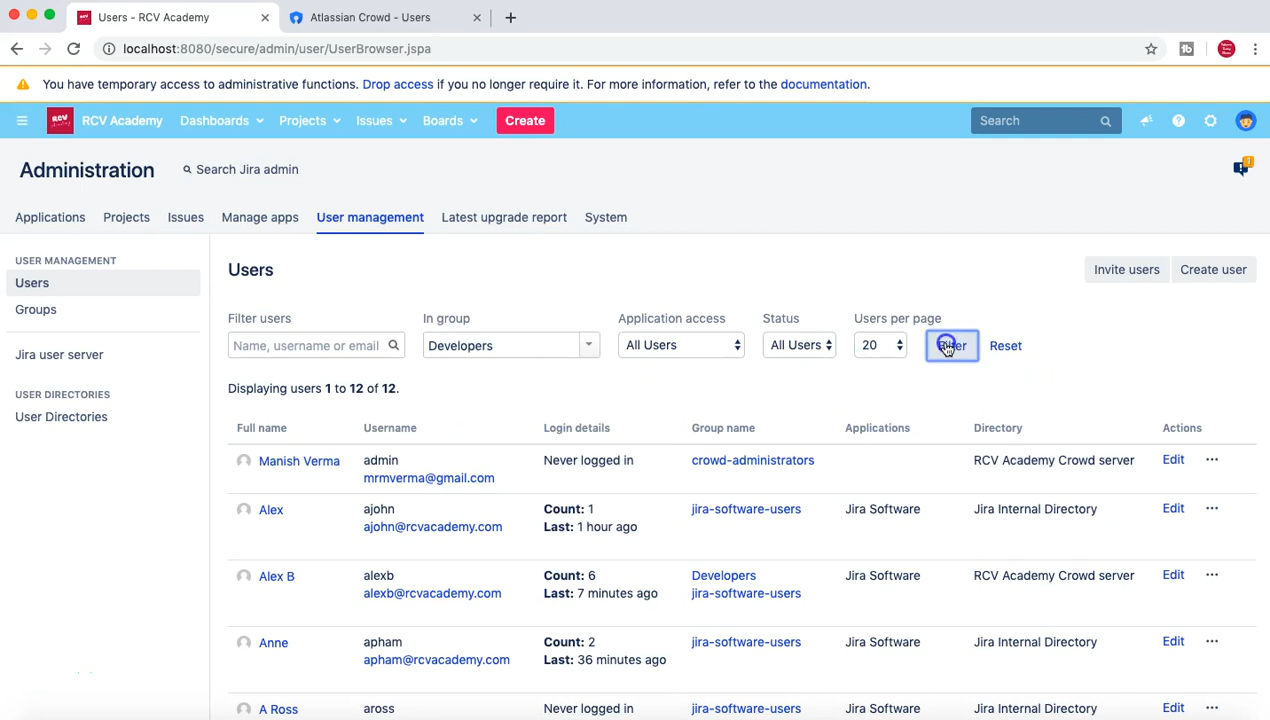 Users - RCV Academy
Atlassian Crowd - Users
localhost:8080/secure/admin/user/UserBrowser.jspa
You have temporary access to administrative functions. Drop access if you no longer require it. For more information, refer to the documentation.
RCV Academy Dashboards Projects Issues Boards Create Search
Administration Search Jira admin
Applications Projects Issues Manage apps User management Latest upgrade report System
USER MANAGEMENT
Users
Groups
Jira user server
USER DIRECTORIES
User Directories
Users Invite users Create user
Filter users In group Application access Status Users per page
Name, username or email Developers All Users All Users 20 Filter Reset
Displaying users 1 to 12 of 12.
Full name Username Login details Group name Applications Directory Actions
Manish Verma admin Never logged in crowd-administrators RCV Academy Crowd server Edit
mrmverma@gmail.com
Alex ajohn Count: 1 jira-software-users Jira Software Jira Internal Directory Edit
ajohn@rcvacademy.com Last: 1 hour ago
Alex B alexb Count: 6 Developers Jira Software RCV Academy Crowd server Edit
alexb@rcvacademy.com Last: 7 minutes ago jira-software-users
Anne apham Count: 2 jira-software-users Jira Software Jira Internal Directory Edit
apham@rcvacademy.com Last: 36 minutes ago
A Ross aross Never logged in jira-software-users Jira Software Jira Internal Directory Edit